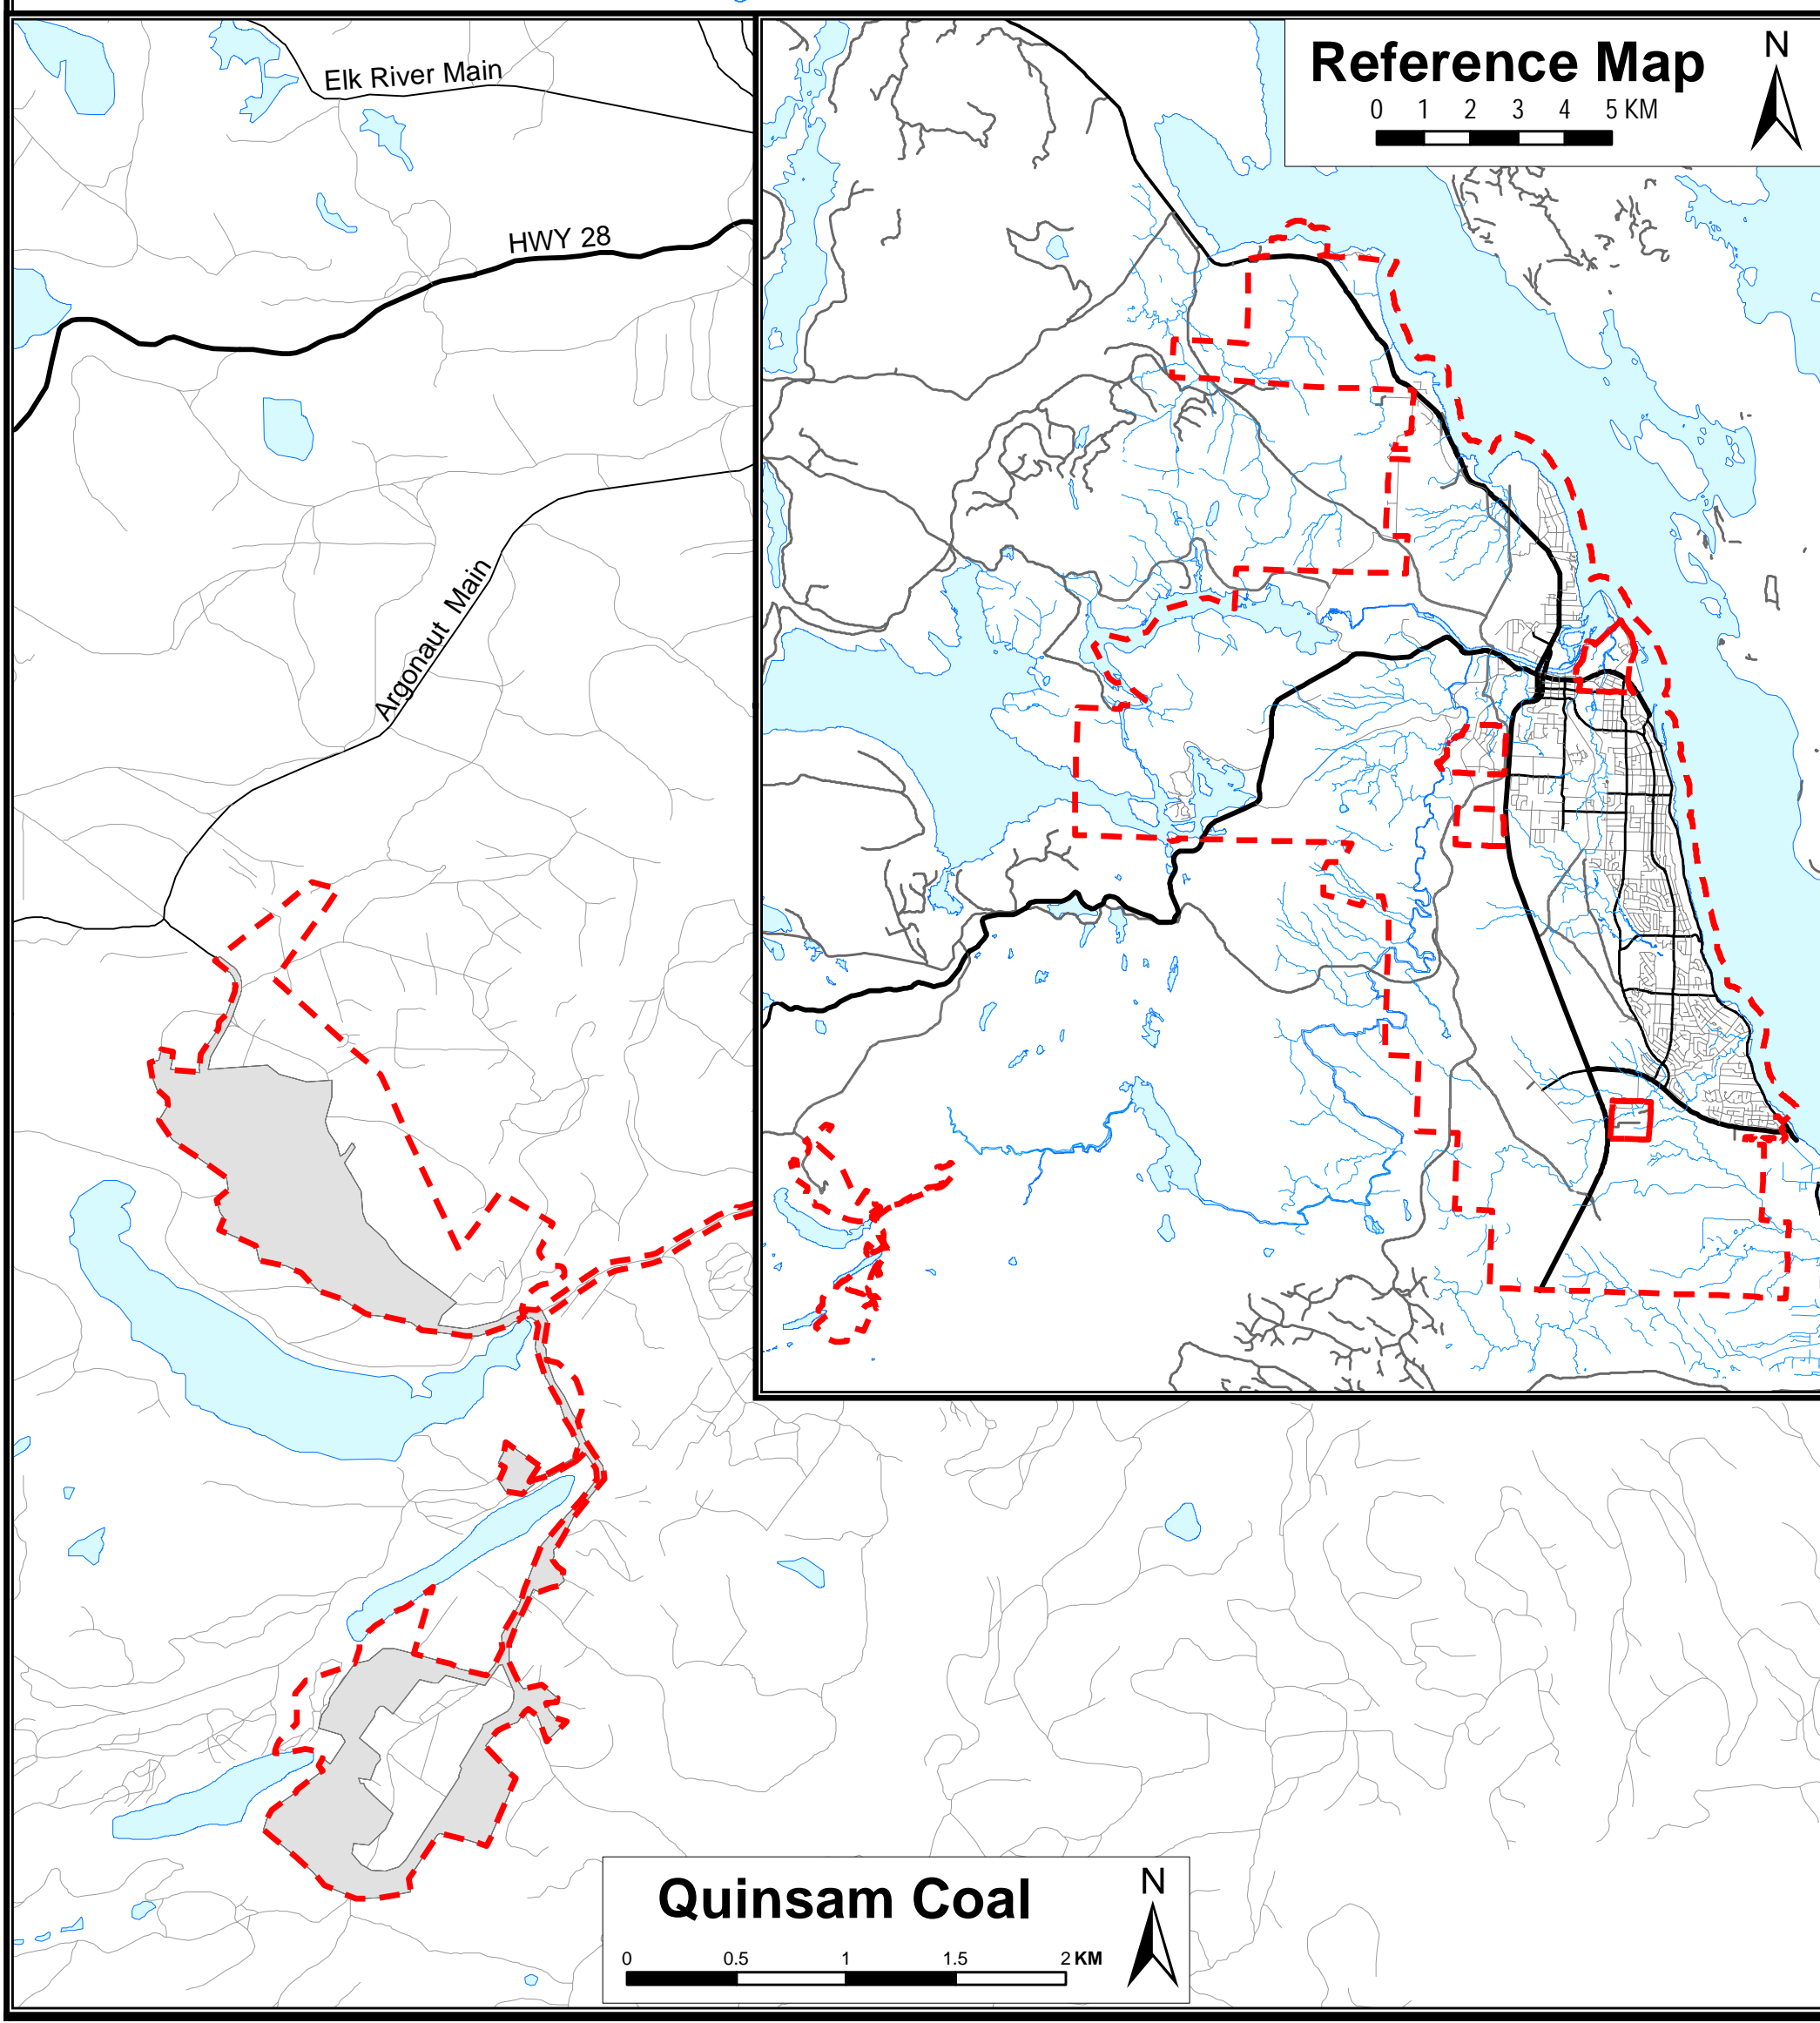 Reference Map
N
0 1 2 3 4 5 KM
Elk River Main
HWY 28
Argonaut Main
Quinsam Coal
N
0 0.5 1 1.5 2 KM